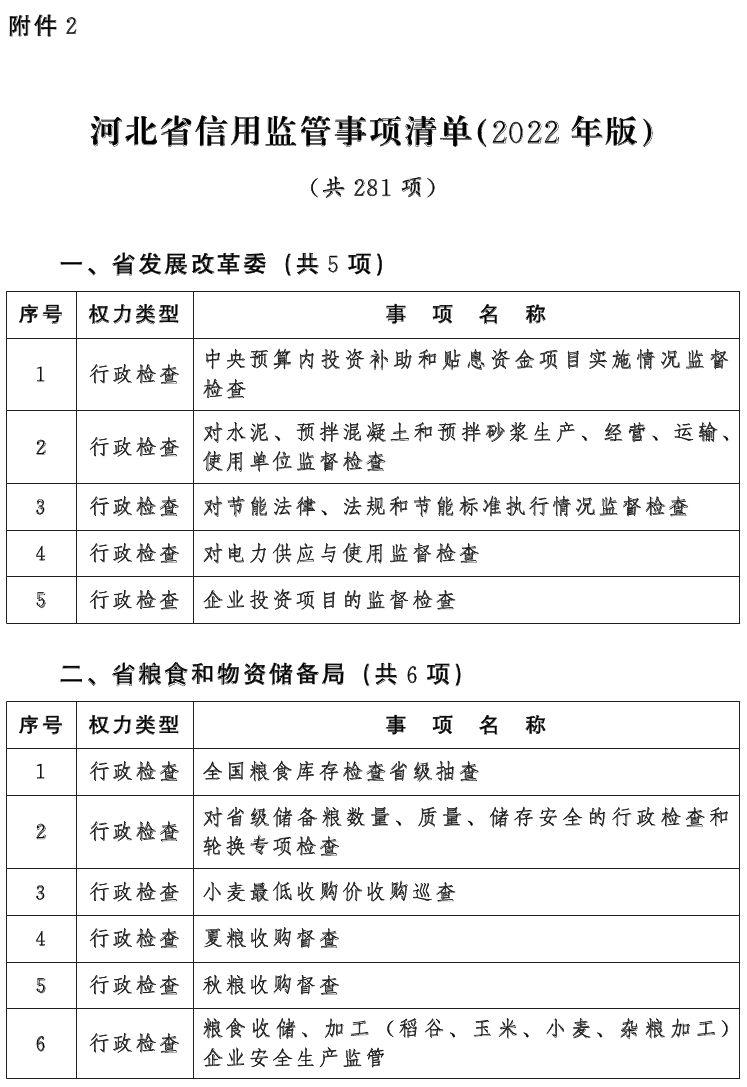 附件 2
河北省信用监管事项清单(2022 年版)
（共 281 项）
一、省发展改革委（共 5 项）
序号 权力类型 事 项 名 称
1 行政检查 中央预算内投资补助和贴息资金项目实施情况监督
检查
2 行政检查 对水泥、预拌混凝土和预拌砂浆生产、经营、运输、
使用单位监督检查
3 行政检查 对节能法律、法规和节能标准执行情况监督检查
4 行政检查 对电力供应与使用监督检查
5 行政检查 企业投资项目的监督检查
二、省粮食和物资储备局（共 6 项）
序号 权力类型 事 项 名 称
1 行政检查 全国粮食库存检查省级抽查
2 行政检查 对省级储备粮数量、质量、储存安全的行政检查和
轮换专项检查
3 行政检查 小麦最低收购价收购巡查
4 行政检查 夏粮收购督查
5 行政检查 秋粮收购督查
6 行政检查 粮食收储、加工（稻谷、玉米、小麦、杂粮加工）
企业安全生产监管